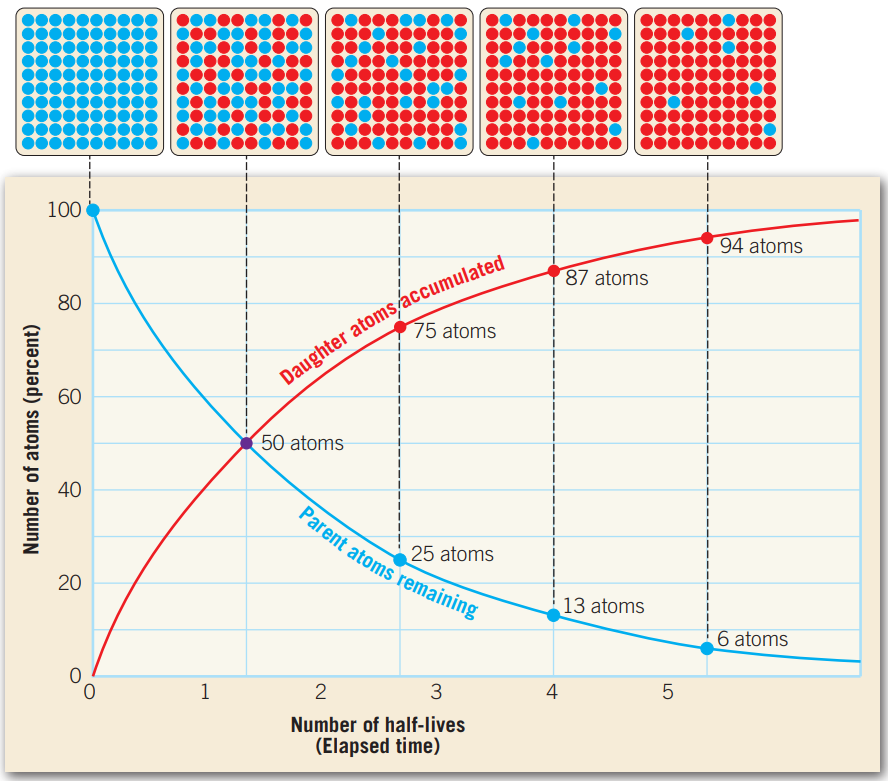 100
80
60
40
20
0
Number of atoms (percent)
Daughter atoms accumulated
94 atoms
87 atoms
75 atoms
50 atoms
Parent atoms remaining
25 atoms
13 atoms
6 atoms
0 1 2 3 4 5
Number of half-lives
(Elapsed time)